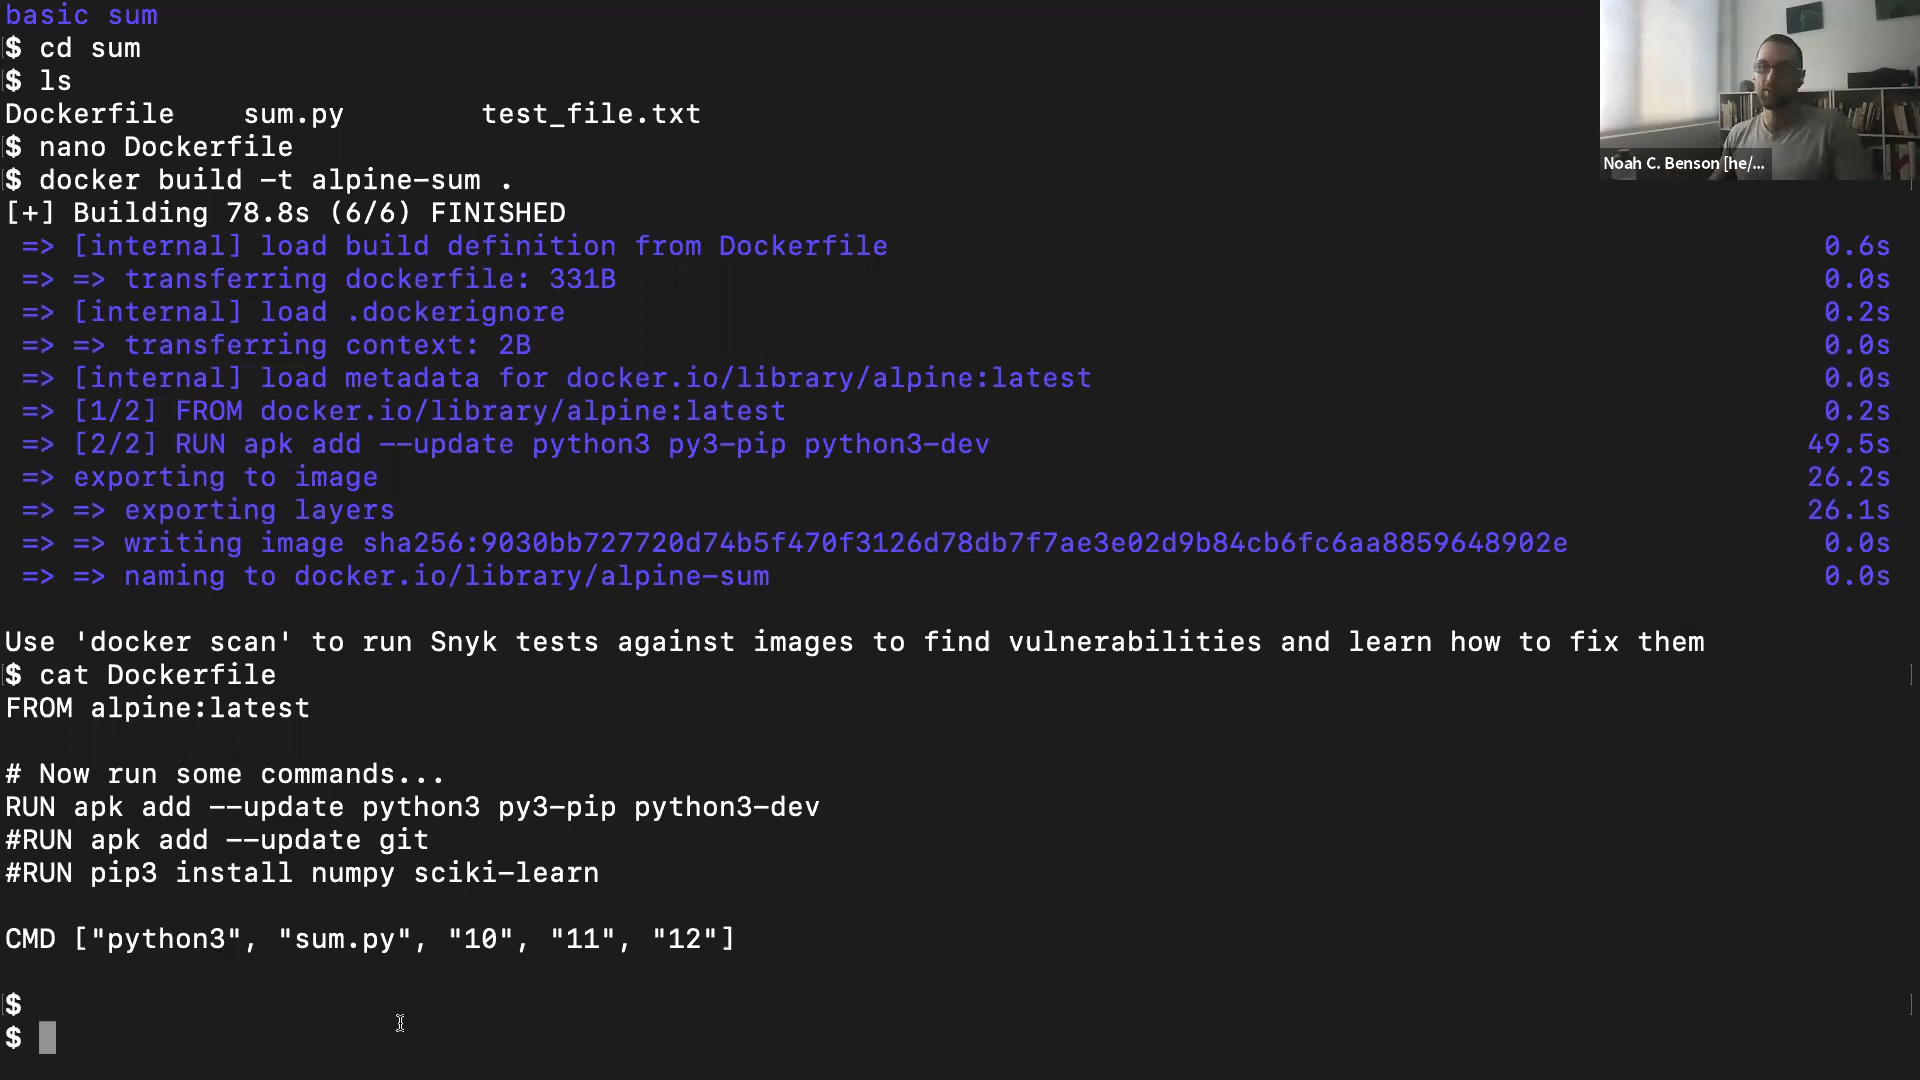 basic sum
$ cd sum
$ ls
Dockerfile    sum.py        test_file.txt
$ nano Dockerfile
$ docker build -t alpine-sum .
[+] Building 78.8s (6/6) FINISHED
=> [internal] load build definition from Dockerfile 0.6s
=> => transferring dockerfile: 331B 0.0s
=> [internal] load .dockerignore 0.2s
=> => transferring context: 2B 0.0s
=> [internal] load metadata for docker.io/library/alpine:latest 0.0s
=> [1/2] FROM docker.io/library/alpine:latest 0.2s
=> [2/2] RUN apk add --update python3 py3-pip python3-dev 49.5s
=> exporting to image 26.2s
=> => exporting layers 26.1s
=> => writing image sha256:9030bb727720d74b5f470f3126d78db7f7ae3e02d9b84cb6fc6aa8859648902e 0.0s
=> => naming to docker.io/library/alpine-sum 0.0s
Use 'docker scan' to run Snyk tests against images to find vulnerabilities and learn how to fix them
$ cat Dockerfile
FROM alpine:latest
# Now run some commands...
RUN apk add --update python3 py3-pip python3-dev
#RUN apk add --update git
#RUN pip3 install numpy sciki-learn
CMD ["python3", "sum.py", "10", "11", "12"]
$
$
Noah C. Benson [he/...